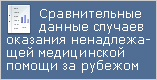 Сравнительные
данные случаев
оказания ненадлежа-
щей медицинской
помощи за рубежом